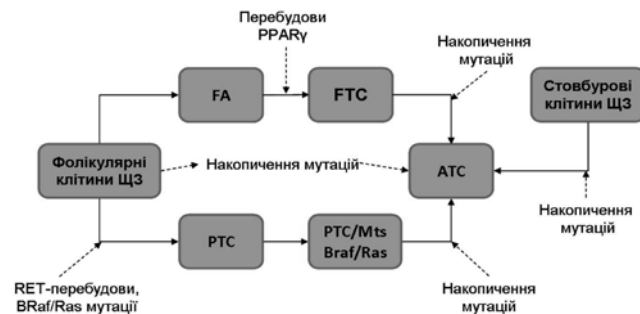 Перебудови
PPARγ
Накопичення
мутацій
FA
FTC
Стовбурові
клітини ЩЗ
Фолікулярні
клітини ЩЗ
Накопичення мутацій
ATC
PTC
PTC/Mts
Braf/Ras
Накопичення
мутацій
RET-перебудови,
BRaf/Ras мутації
Накопичення
мутацій